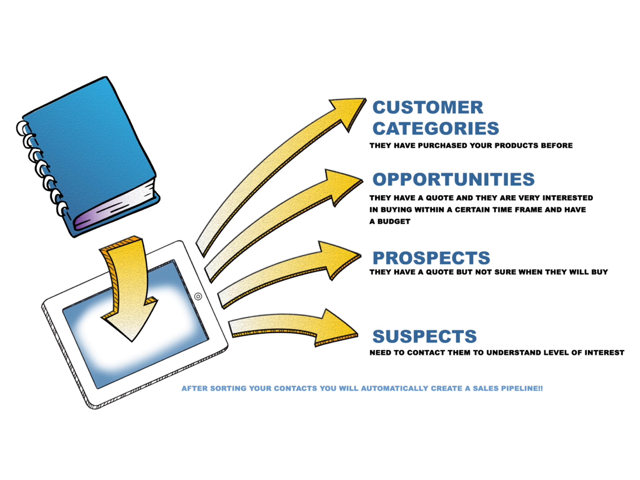 CUSTOMER
CATEGORIES
THEY HAVE PURCHASED YOUR PRODUCTS BEFORE
OPPORTUNITIES
THEY HAVE A QUOTE AND THEY ARE VERY INTERESTED
IN BUYING WITHIN A CERTAIN TIME FRAME AND HAVE
A BUDGET
PROSPECTS
THEY HAVE A QUOTE BUT NOT SURE WHEN THEY WILL BUY
SUSPECTS
NEED TO CONTACT THEM TO UNDERSTAND LEVEL OF INTEREST
AFTER SORTING YOUR CONTACTS YOU WILL AUTOMATICALLY CREATE A SALES PIPELINE!!